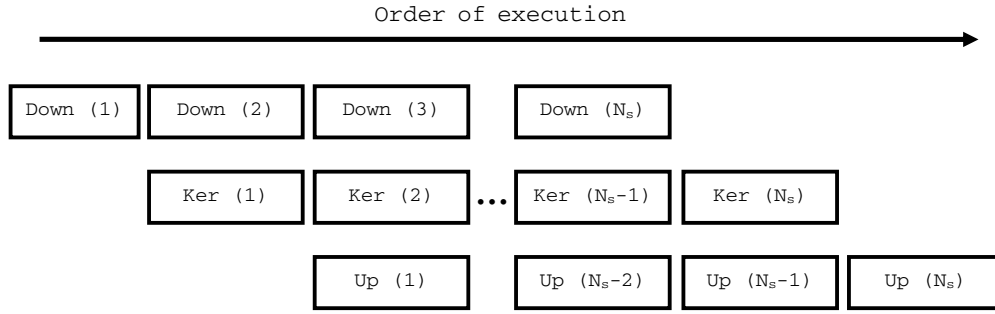 Order of execution
Down (1) Down (2) Down (3) Down (Nₛ)
Ker (1) Ker (2) ... Ker (Nₛ-1) Ker (Nₛ)
Up (1) Up (Nₛ-2) Up (Nₛ-1) Up (Nₛ)